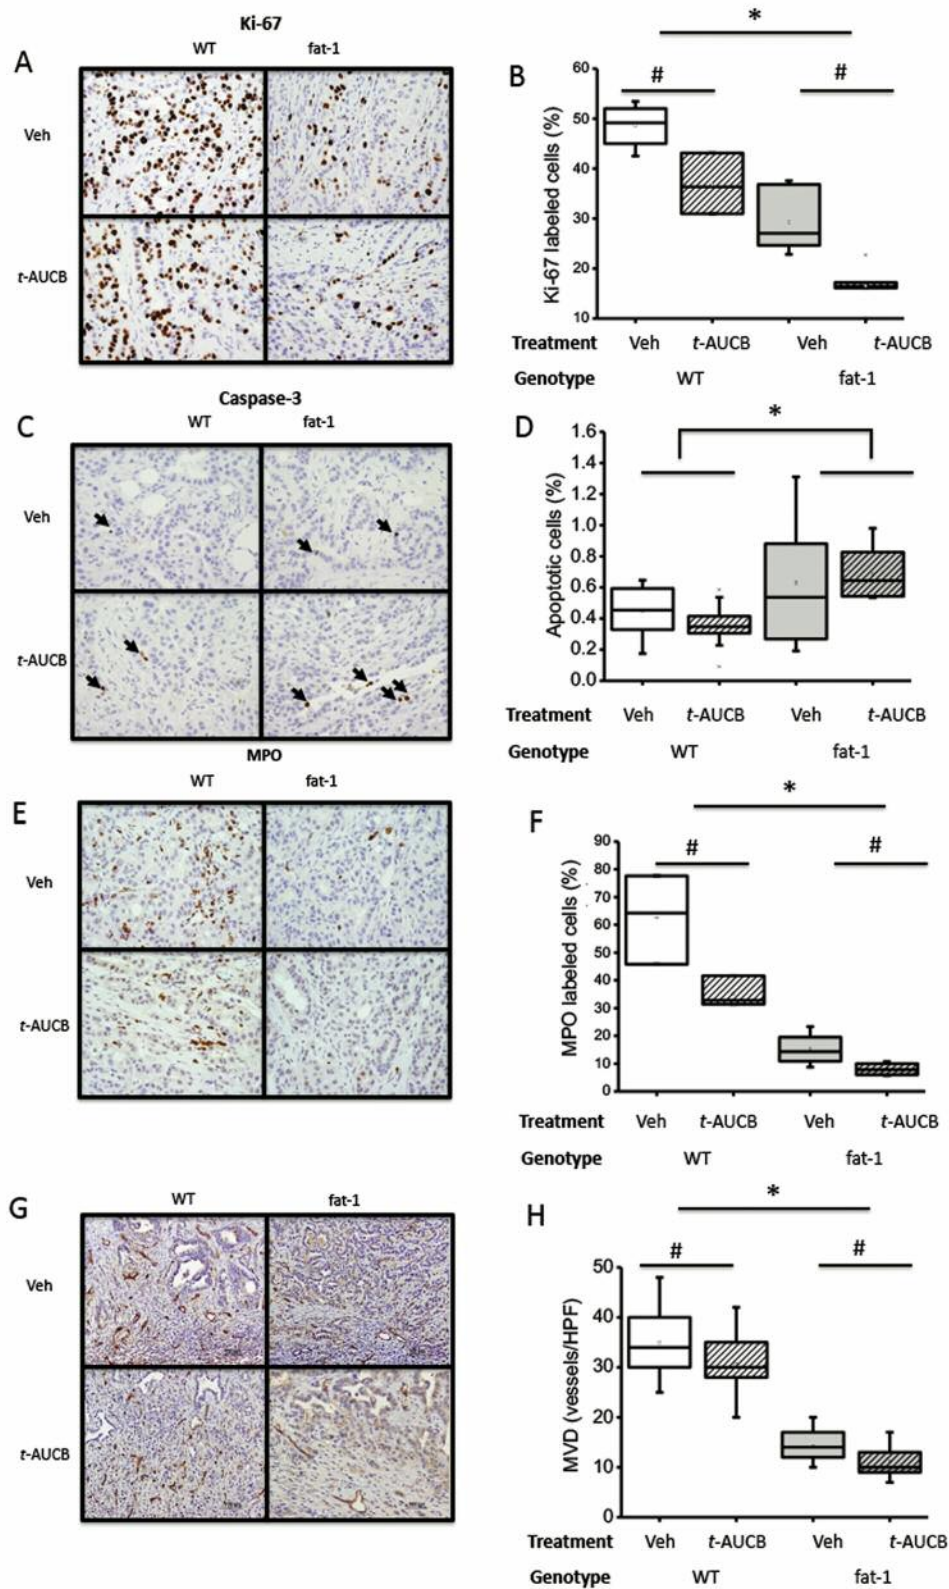 Ki-67
WT fat-1
A
Veh
t-AUCB
B
*
# #
Ki-67 labeled cells (%)
60
50
40
30
20
10
Treatment Veh t-AUCB Veh t-AUCB
Genotype WT fat-1
Caspase-3
WT fat-1
C
Veh
t-AUCB
D
*
Apoptotic cells (%)
1.6
1.4
1.2
1.0
0.8
0.6
0.4
0.2
0.0
Treatment Veh t-AUCB Veh t-AUCB
Genotype WT fat-1
MPO
WT fat-1
E
Veh
t-AUCB
F
*
# #
MPO labeled cells (%)
90
80
70
60
50
40
30
20
10
0
Treatment Veh t-AUCB Veh t-AUCB
Genotype WT fat-1
WT fat-1
G
Veh
t-AUCB
H
*
# #
MVD (vessels/HPF)
50
40
30
20
10
0
Treatment Veh t-AUCB Veh t-AUCB
Genotype WT fat-1